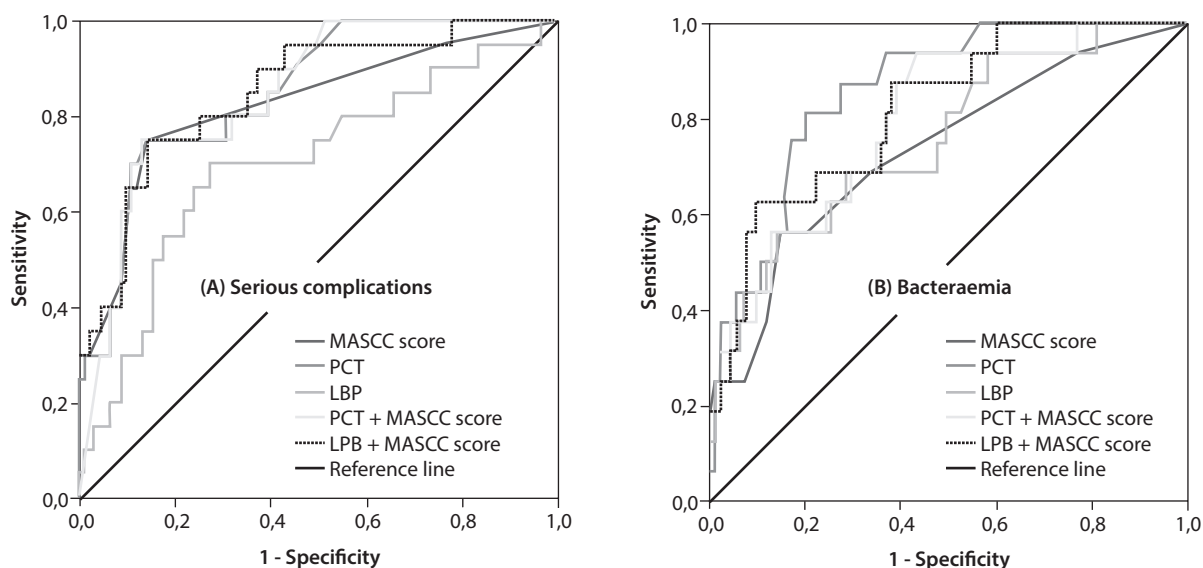 1,0
0,8
0,6
0,4
0,2
0,0
Sensitivity
(A) Serious complications
MASCC score
PCT
LBP
PCT + MASCC score
LPB + MASCC score
Reference line
0,0 0,2 0,4 0,6 0,8 1,0
1 - Specificity
1,0
0,8
0,6
0,4
0,2
0,0
Sensitivity
(B) Bacteraemia
MASCC score
PCT
LBP
PCT + MASCC score
LPB + MASCC score
Reference line
0,0 0,2 0,4 0,6 0,8 1,0
1 - Specificity